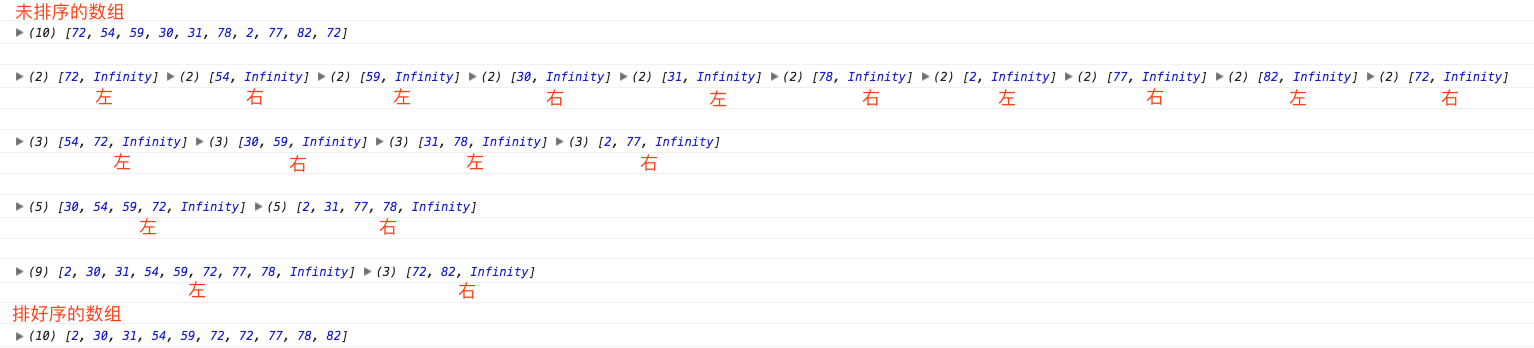 未排序的数组
(10) [72, 54, 59, 30, 31, 78, 2, 77, 82, 72]
(2) [72, Infinity] (2) [54, Infinity] (2) [59, Infinity] (2) [30, Infinity] (2) [31, Infinity] (2) [78, Infinity] (2) [2, Infinity] (2) [77, Infinity] (2) [82, Infinity] (2) [72, Infinity]
左 右 左 右 左 右 左 右 左 右
(3) [54, 72, Infinity] (3) [30, 59, Infinity] (3) [31, 78, Infinity] (3) [2, 77, Infinity]
左 右 左 右
(5) [30, 54, 59, 72, Infinity] (5) [2, 31, 77, 78, Infinity]
左 右
(9) [2, 30, 31, 54, 59, 72, 77, 78, Infinity] (3) [72, 82, Infinity]
左 右
排好序的数组
(10) [2, 30, 31, 54, 59, 72, 72, 77, 78, 82]